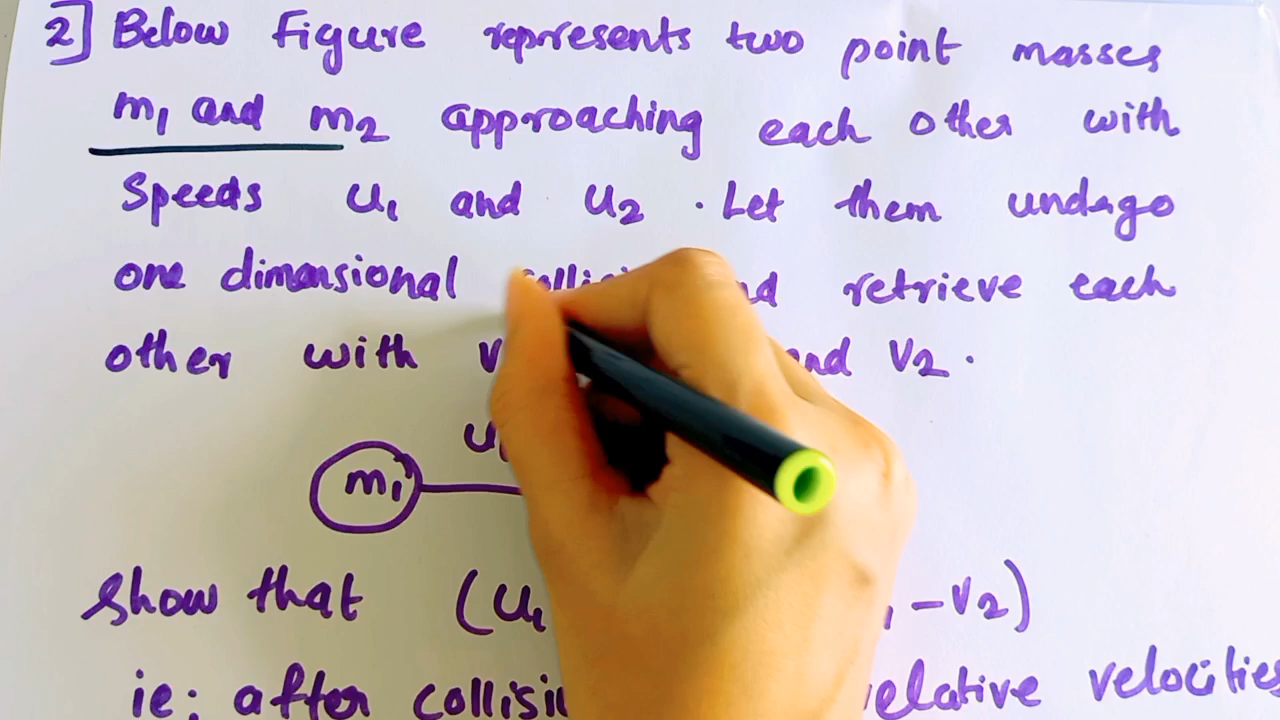 2] Below Figure represents two point masses
m₁ and m₂ approaching each other with
Speeds u₁ and u₂ . Let them undergo
one dimensional and retrieve each
other with and v₂ .
m₁
Show that (u₁ - v₂)
ie; after relative velocities